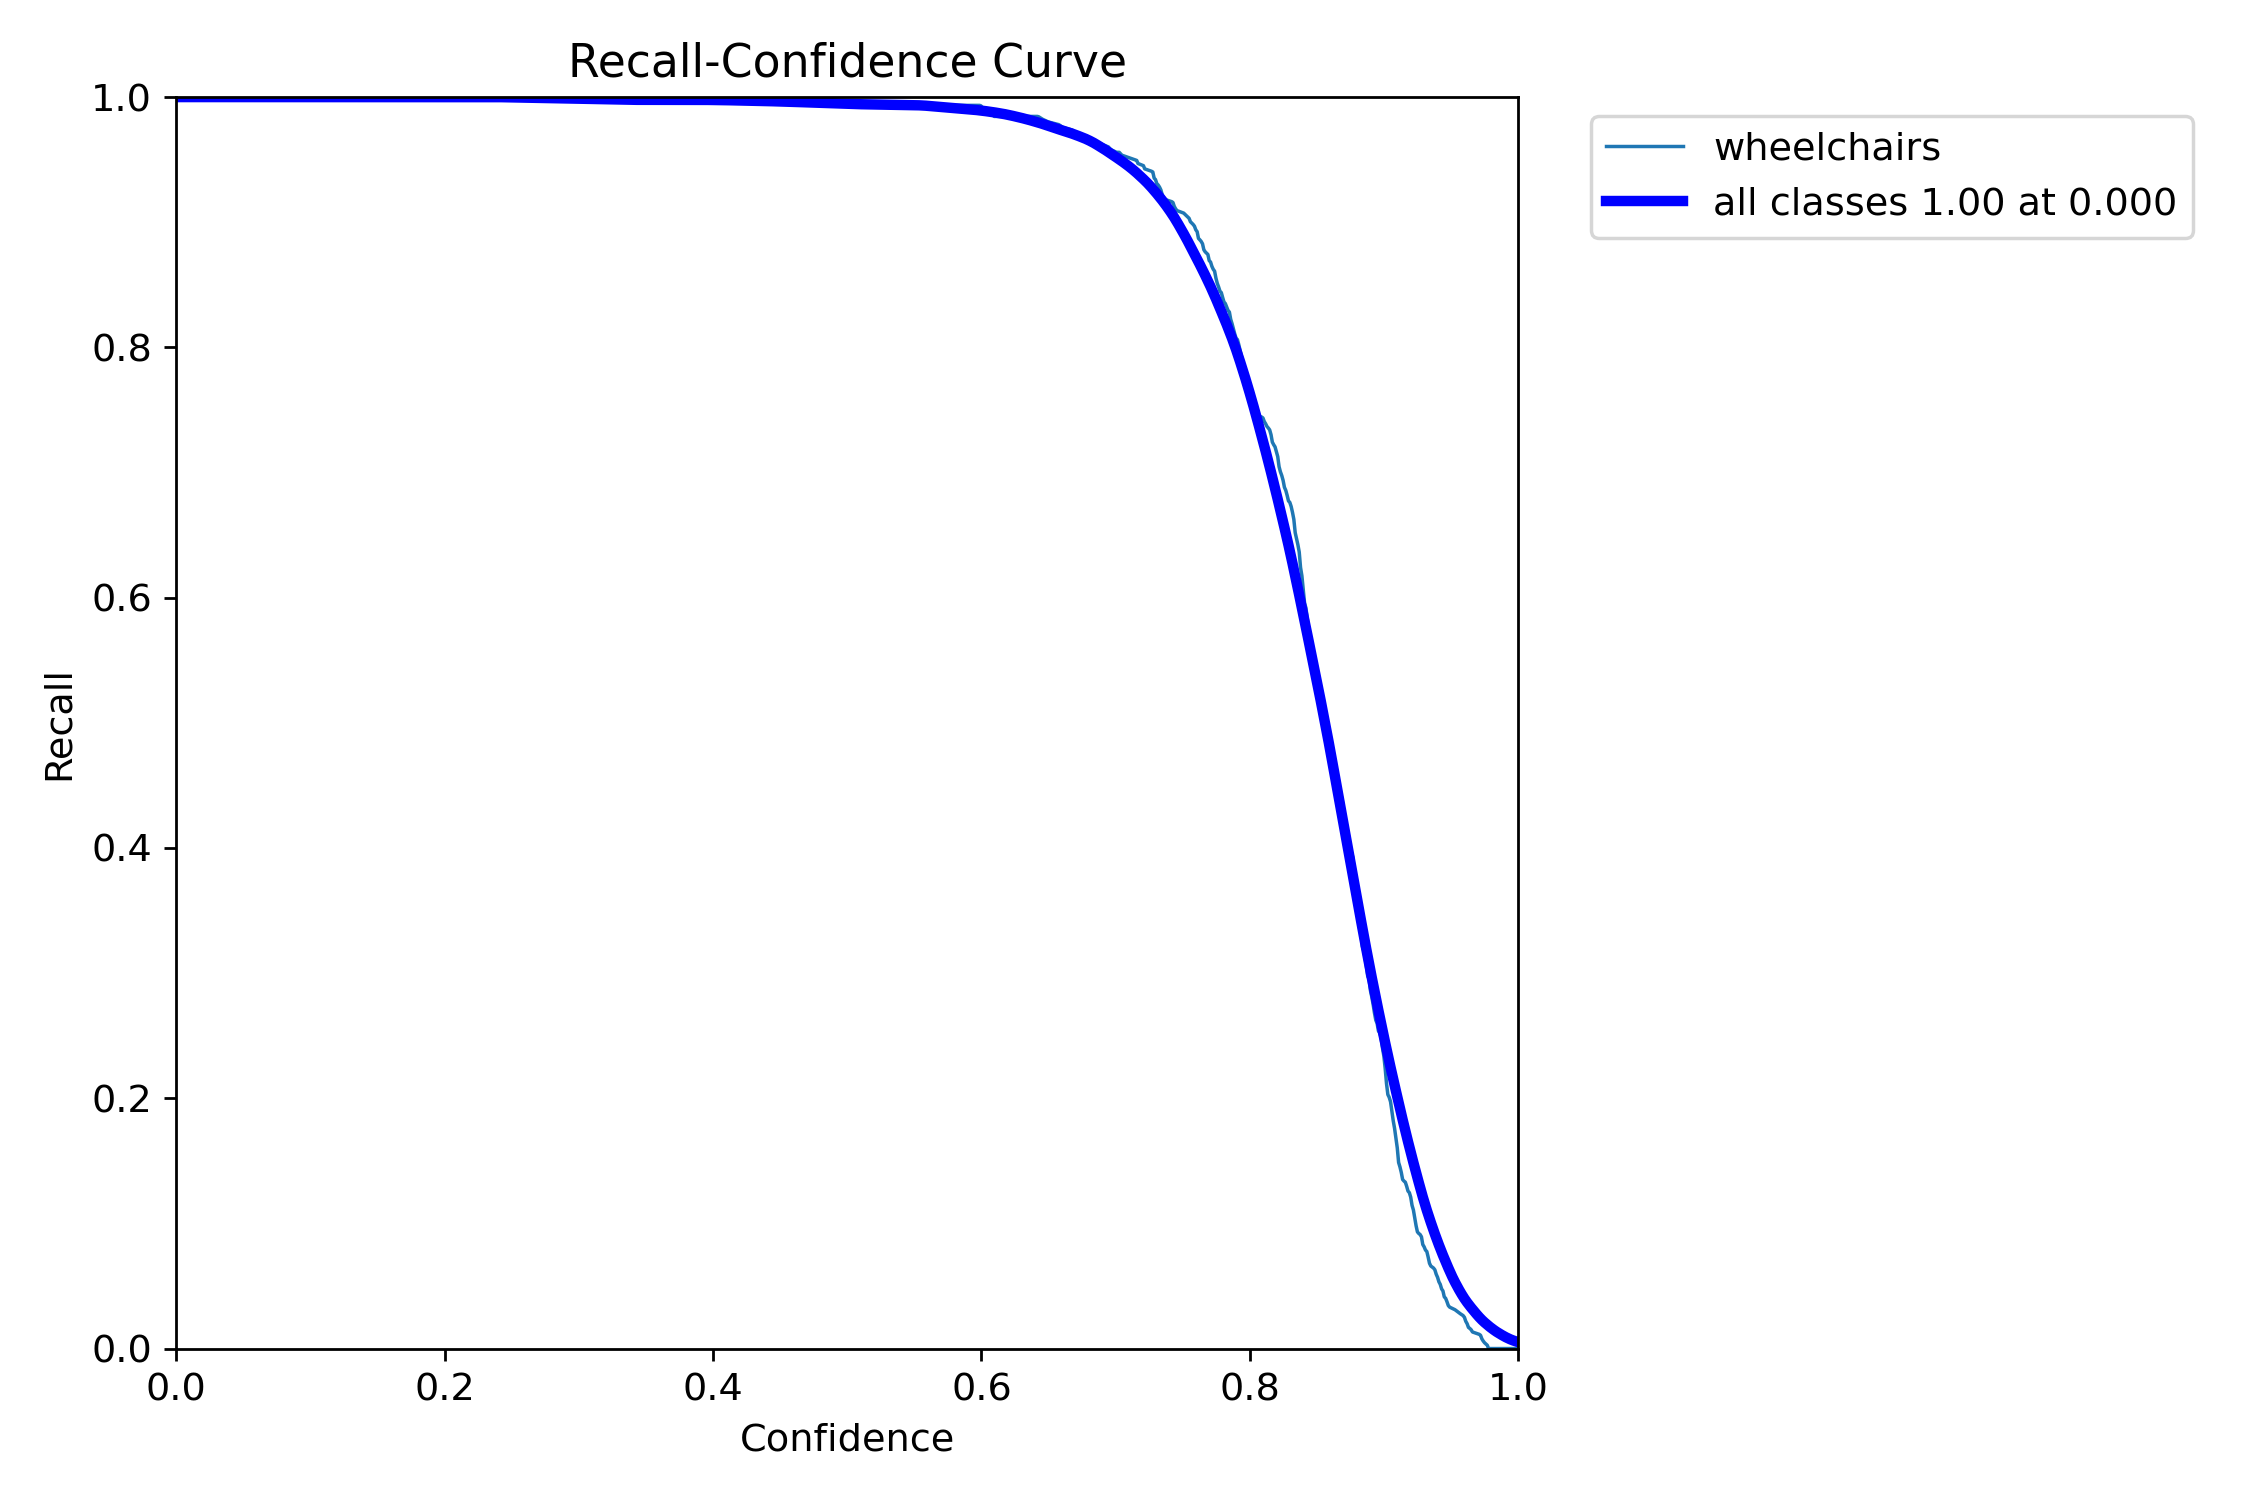 Recall-Confidence Curve
1.0
0.8
0.6
0.4
0.2
0.0
Recall
0.0 0.2 0.4 0.6 0.8 1.0
Confidence
wheelchairs
all classes 1.00 at 0.000